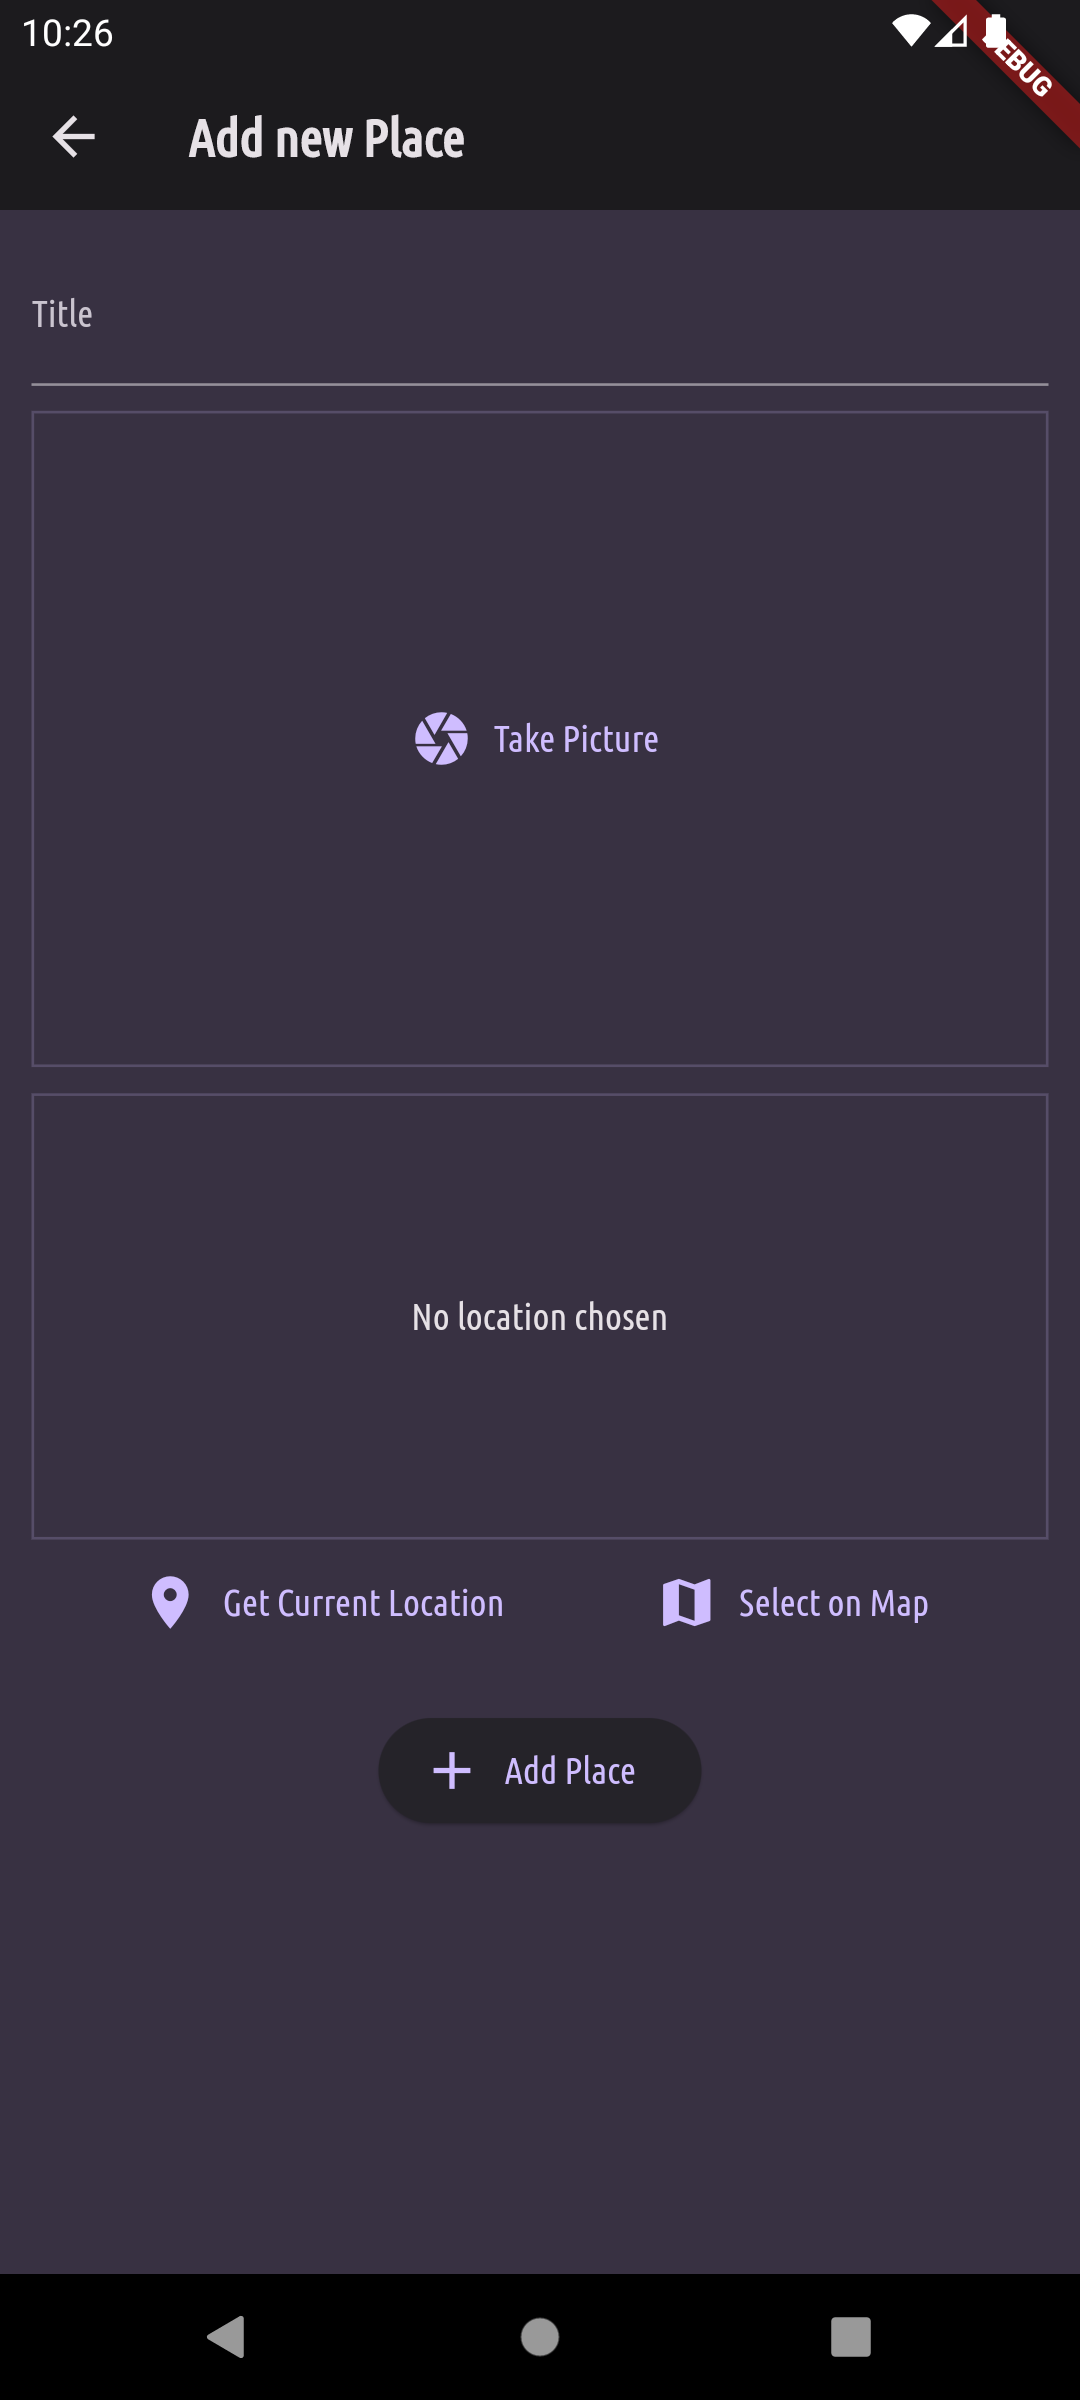 10:26
EBUG
Add new Place
Title
Take Picture
No location chosen
Get Current Location
Select on Map
Add Place